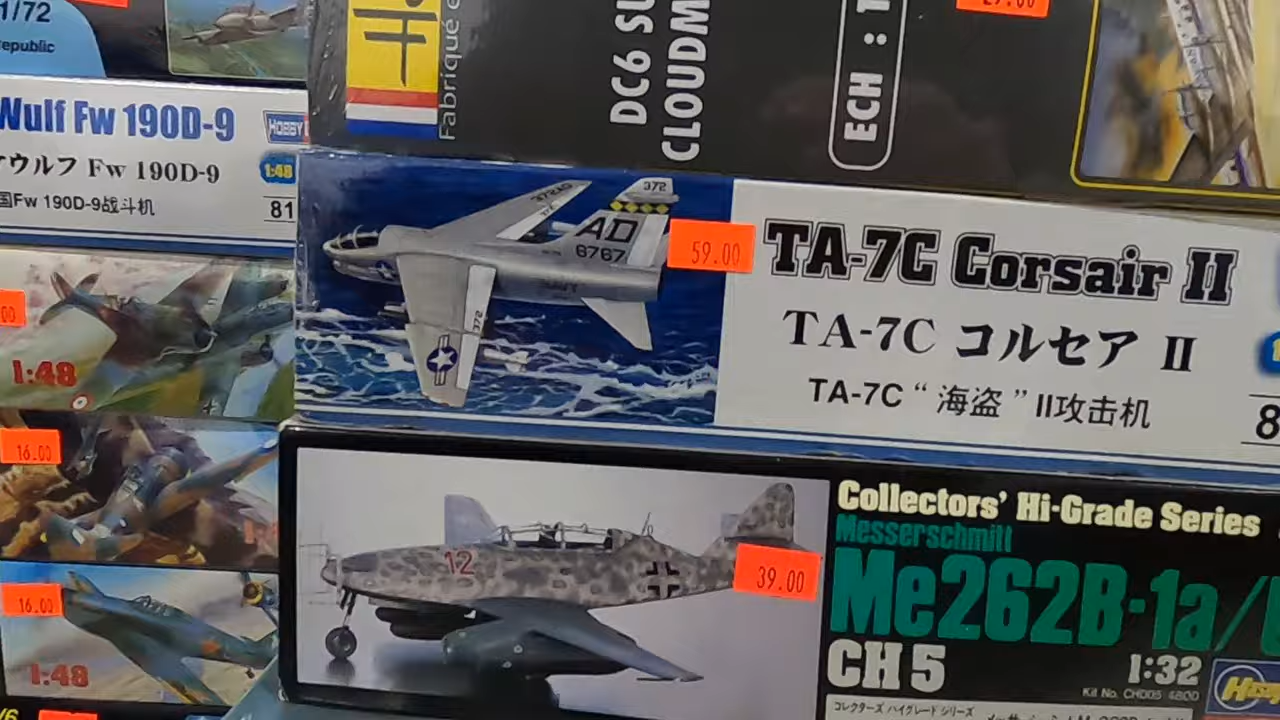 1/72
Republic
Wulf Fw 190D-9
ウルフ Fw 190D-9
国Fw 190D-9战斗机
HOBBY
1:48
81
Fabriqué
DC6
CLOUDM
ECH :
372
AD
6767
372
59.00
TA-7C Corsair II
TA-7C コルセア II
TA-7C “海盗”II攻击机
8
1:48
16.00
16.00
1:48
12
39.00
Collectors' Hi-Grade Series
Messerschmitt
Me262B-1a/
CH 5
1:32
Kit No. CH005 4800
コレクターズ ハイグレード シリーズ